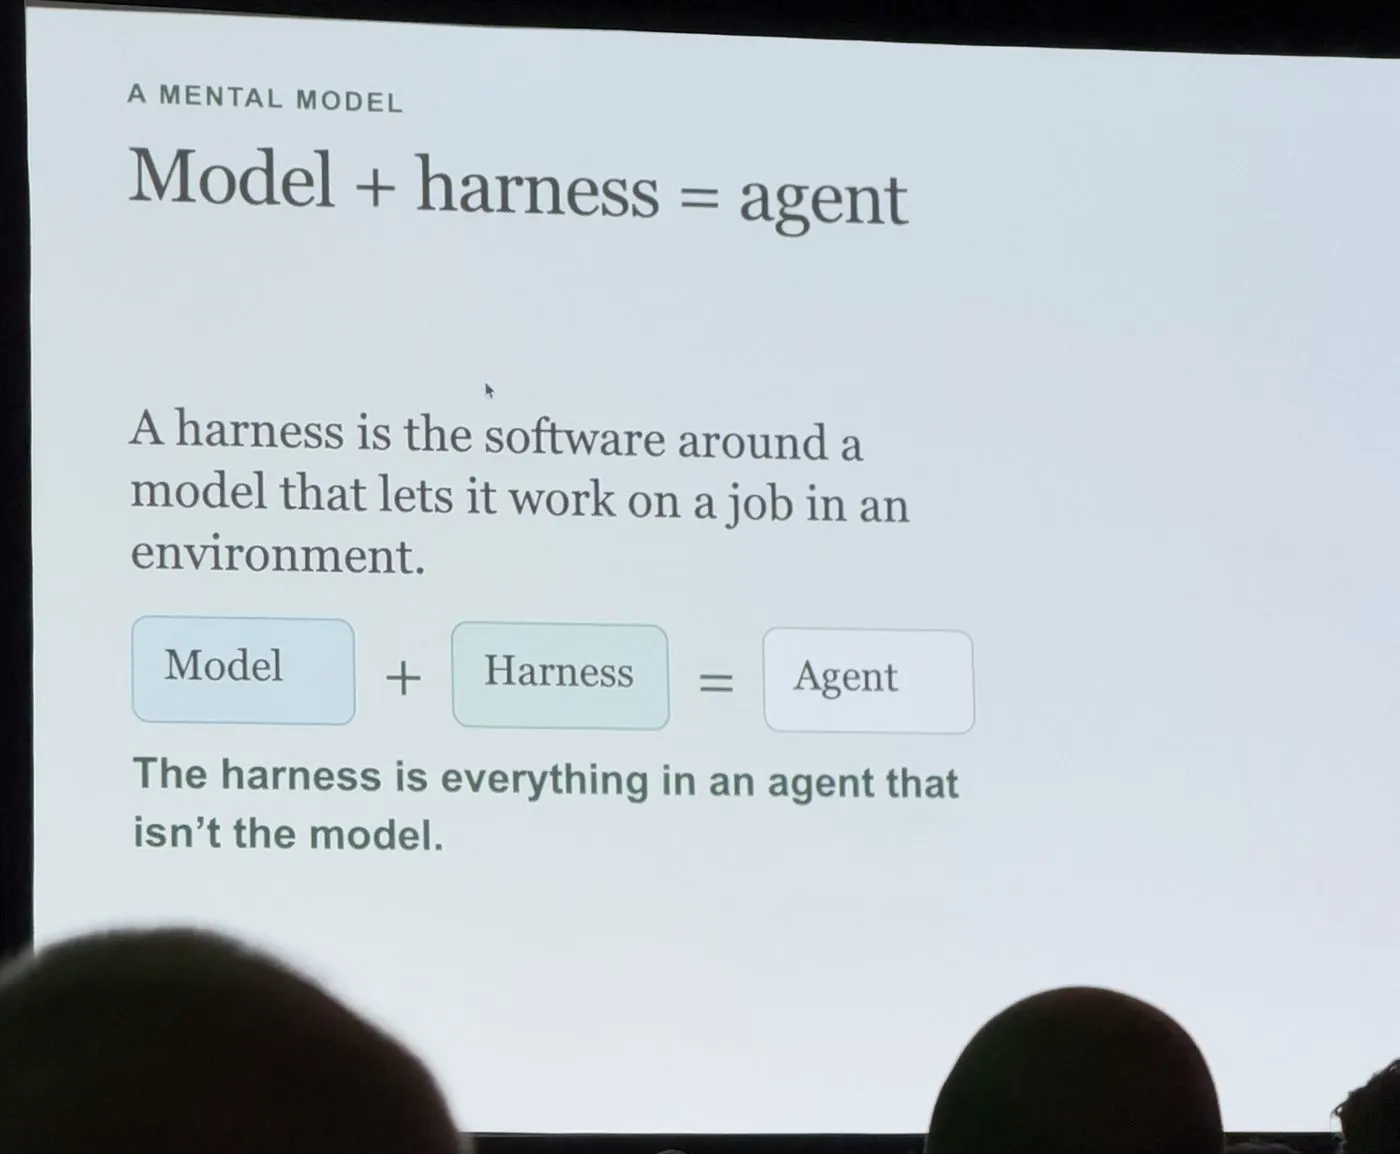 A MENTAL MODEL
Model + harness = agent
A harness is the software around a
model that lets it work on a job in an
environment.
Model + Harness = Agent
The harness is everything in an agent that
isn’t the model.